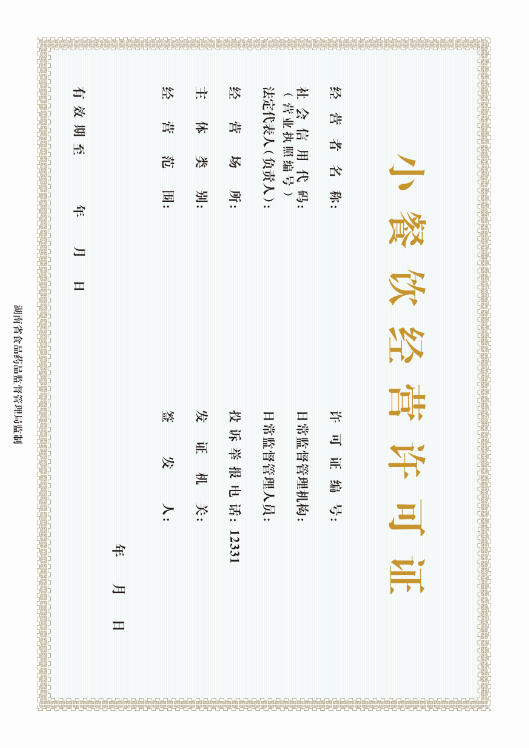 小餐饮经营许可证
经营者名称：
许可证编号：
社会信用代码：
（营业执照编号）
日常监督管理机构：
法定代表人（负责人）：
日常监督管理人员：
经营场所：
投诉举报电话：12331
主体类别：
发证机关：
经营范围：
签发人：
年 月 日
有效期至 年 月 日
湖南省食品药品监督管理局监制